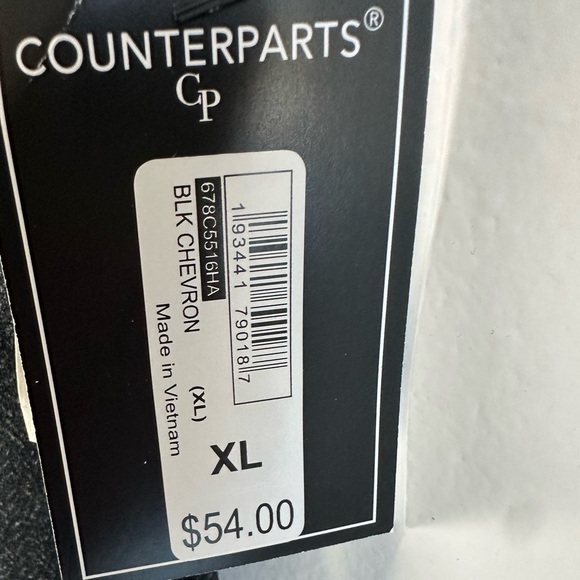 COUNTERPARTS®
CP
1 93441 79018 7
678C5516HA
BLK CHEVRON (XL)
Made in Vietnam
XL
$54.00